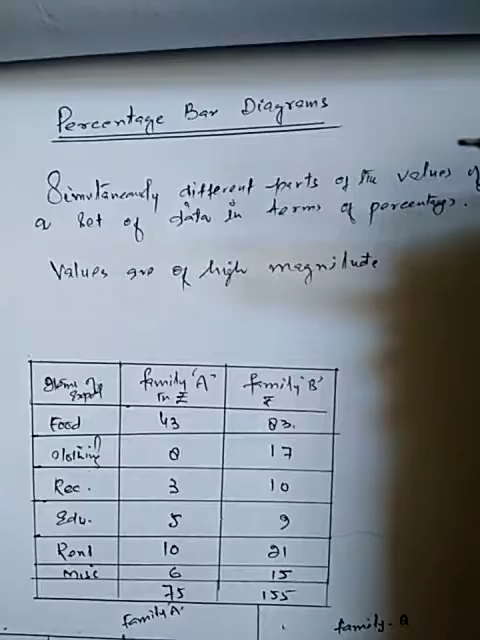 Percentage Bar Diagrams
Simultaneously different parts of the values of
a set of data in terms of percentages.
Values are of high magnitude
Items of family 'A' family 'B'
Expen. in ₹ ₹
Food 43 83.
Clothing 8 17
Rec. 3 10
Edu. 5 9
Rent 10 21
Misc 6 15
75 155
family 'A' family - B